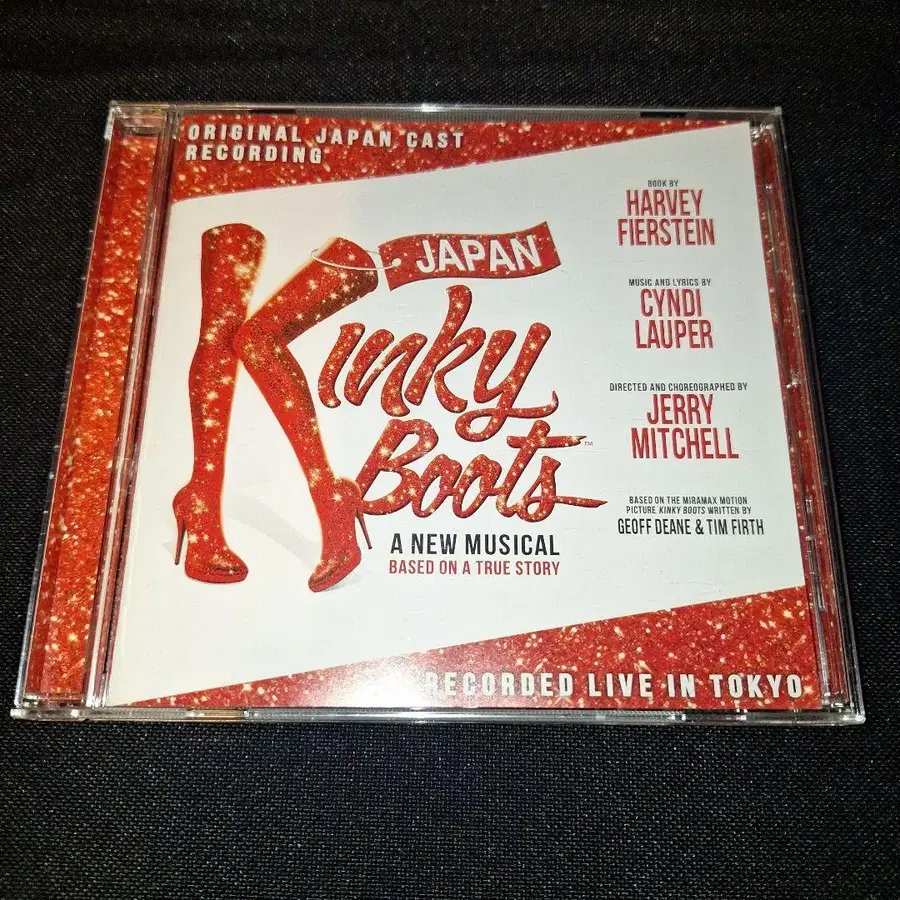 ORIGINAL JAPAN CAST
RECORDING
JAPAN
Kinky
Boots™
A NEW MUSICAL
BASED ON A TRUE STORY
BOOK BY
HARVEY
FIERSTEIN
MUSIC AND LYRICS BY
CYNDI
LAUPER
DIRECTED AND CHOREOGRAPHED BY
JERRY
MITCHELL
BASED ON THE MIRAMAX MOTION
PICTURE KINKY BOOTS WRITTEN BY
GEOFF DEANE & TIM FIRTH
RECORDED LIVE IN TOKYO